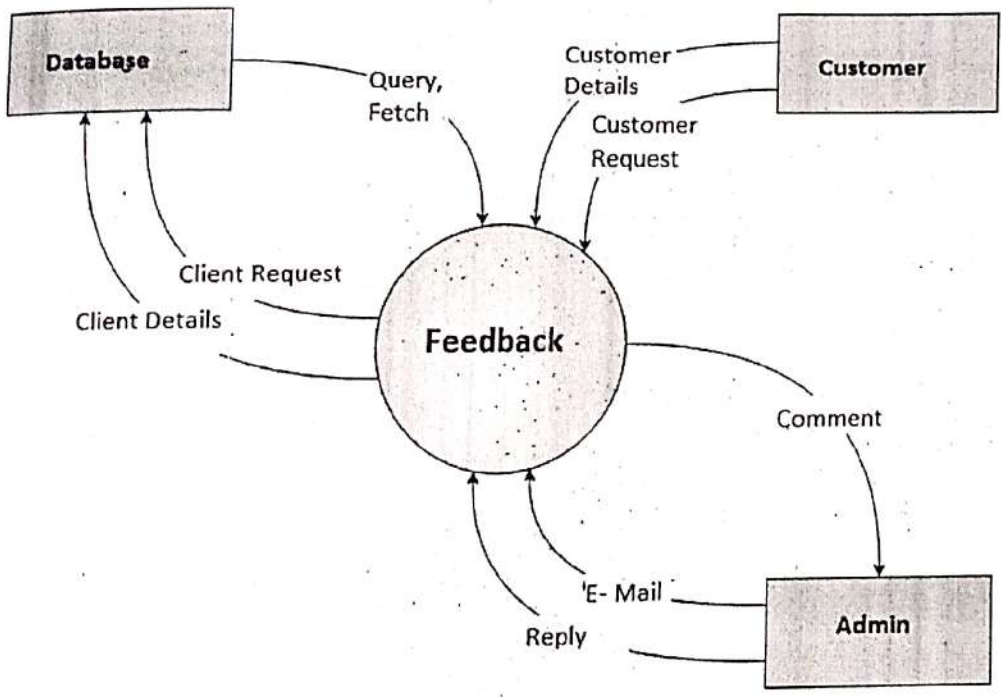 Database
Customer
Customer
Details
Query,
Fetch
Customer
Request
Client Request
Client Details
Feedback
Comment
E- Mail
Reply
Admin